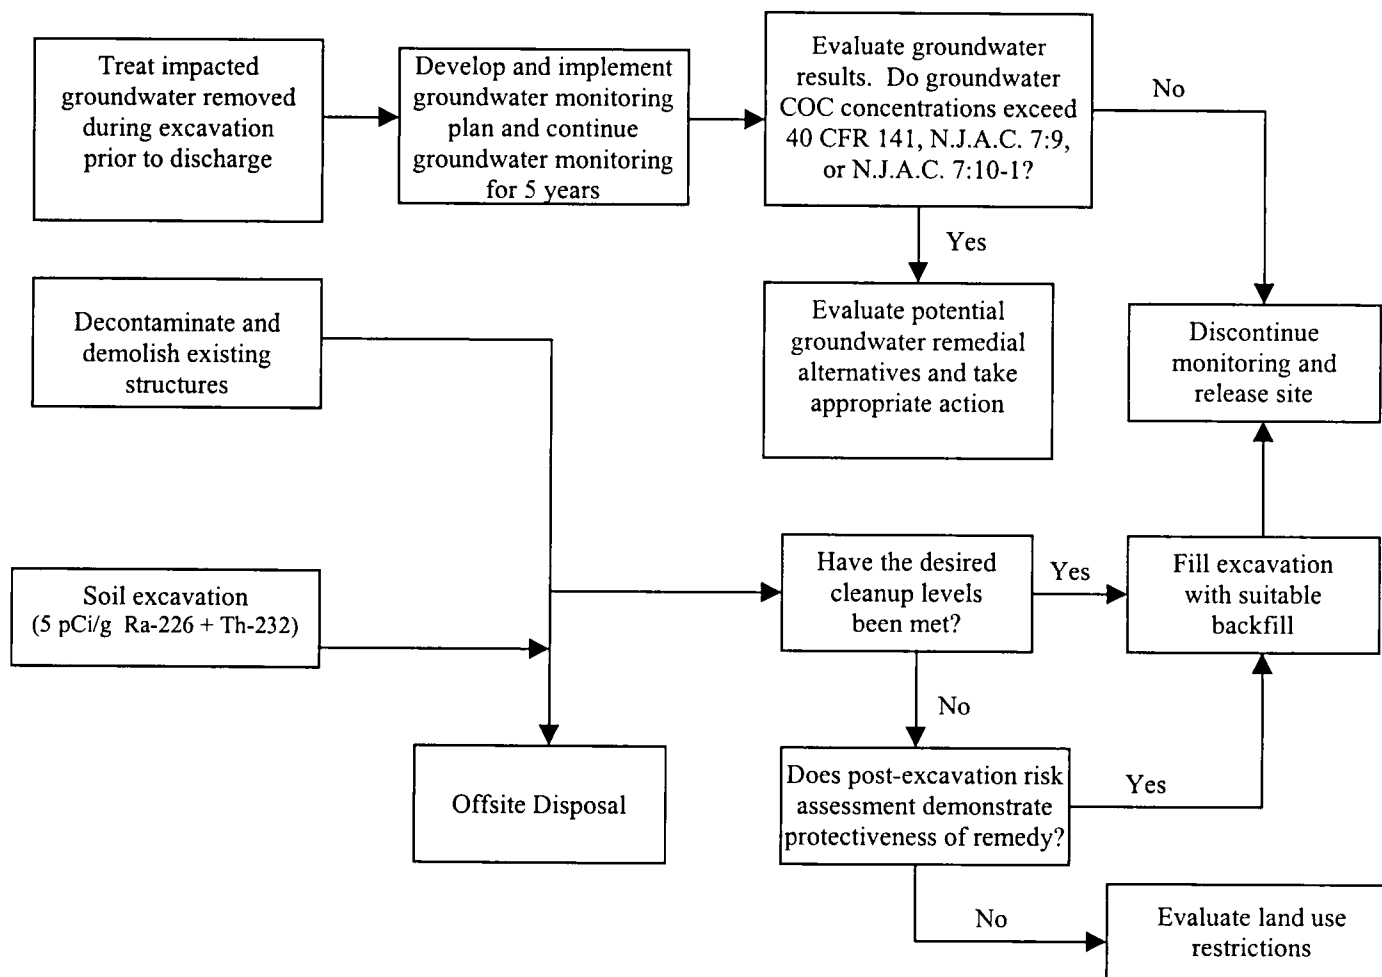 Treat impacted
groundwater removed
during excavation
prior to discharge
Develop and implement
groundwater monitoring
plan and continue
groundwater monitoring
for 5 years
Evaluate groundwater
results. Do groundwater
COC concentrations exceed
40 CFR 141, N.J.A.C. 7:9,
or N.J.A.C. 7:10-1?
No
Yes
Decontaminate and
demolish existing
structures
Evaluate potential
groundwater remedial
alternatives and take
appropriate action
Discontinue
monitoring and
release site
Soil excavation
(5 pCi/g Ra-226 + Th-232)
Have the desired
cleanup levels
been met?
Yes
Fill excavation
with suitable
backfill
No
Offsite Disposal
Does post-excavation risk
assessment demonstrate
protectiveness of remedy?
Yes
No
Evaluate land use
restrictions